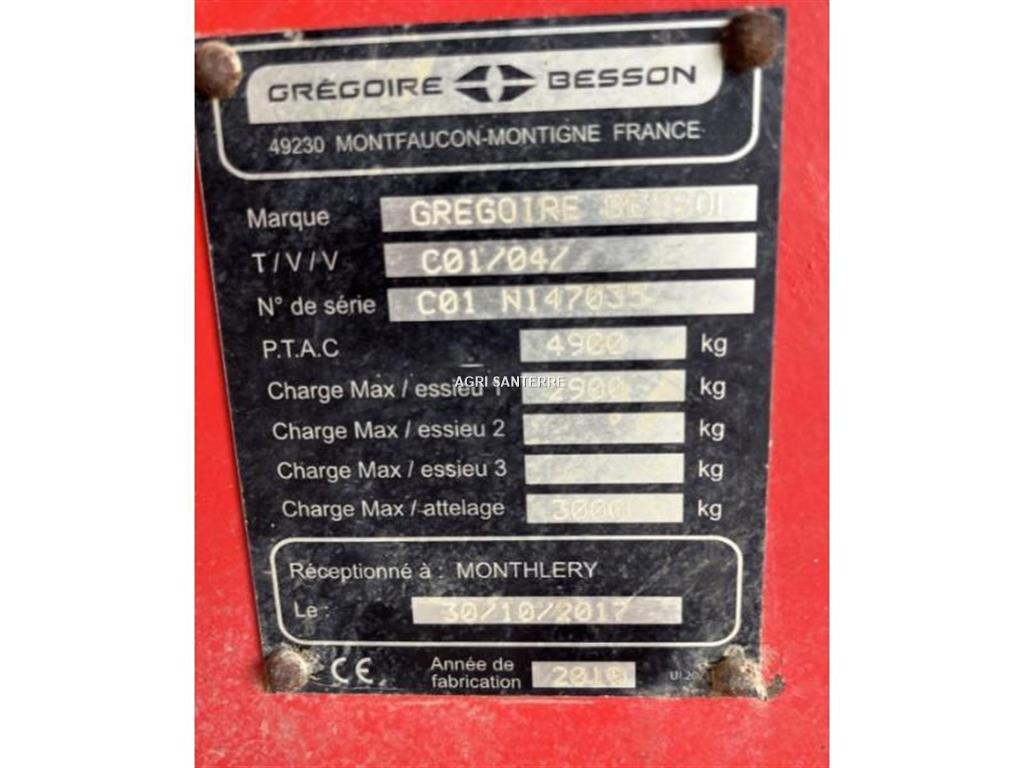 GRÉGOIRE BESSON
49230 MONTFAUCON-MONTIGNE FRANCE
Marque GREGOIRE
T/V/V C01/04/
N° de série C01 N147035
P.T.A.C 4900 kg
Charge Max / essieu 1 2900 kg
AGRI SANTERRE
Charge Max / essieu 2 kg
Charge Max / essieu 3 kg
Charge Max / attelage 3000 kg
Réceptionné à : MONTHLERY
Le : 30/10/2017
CE Année de
fabrication